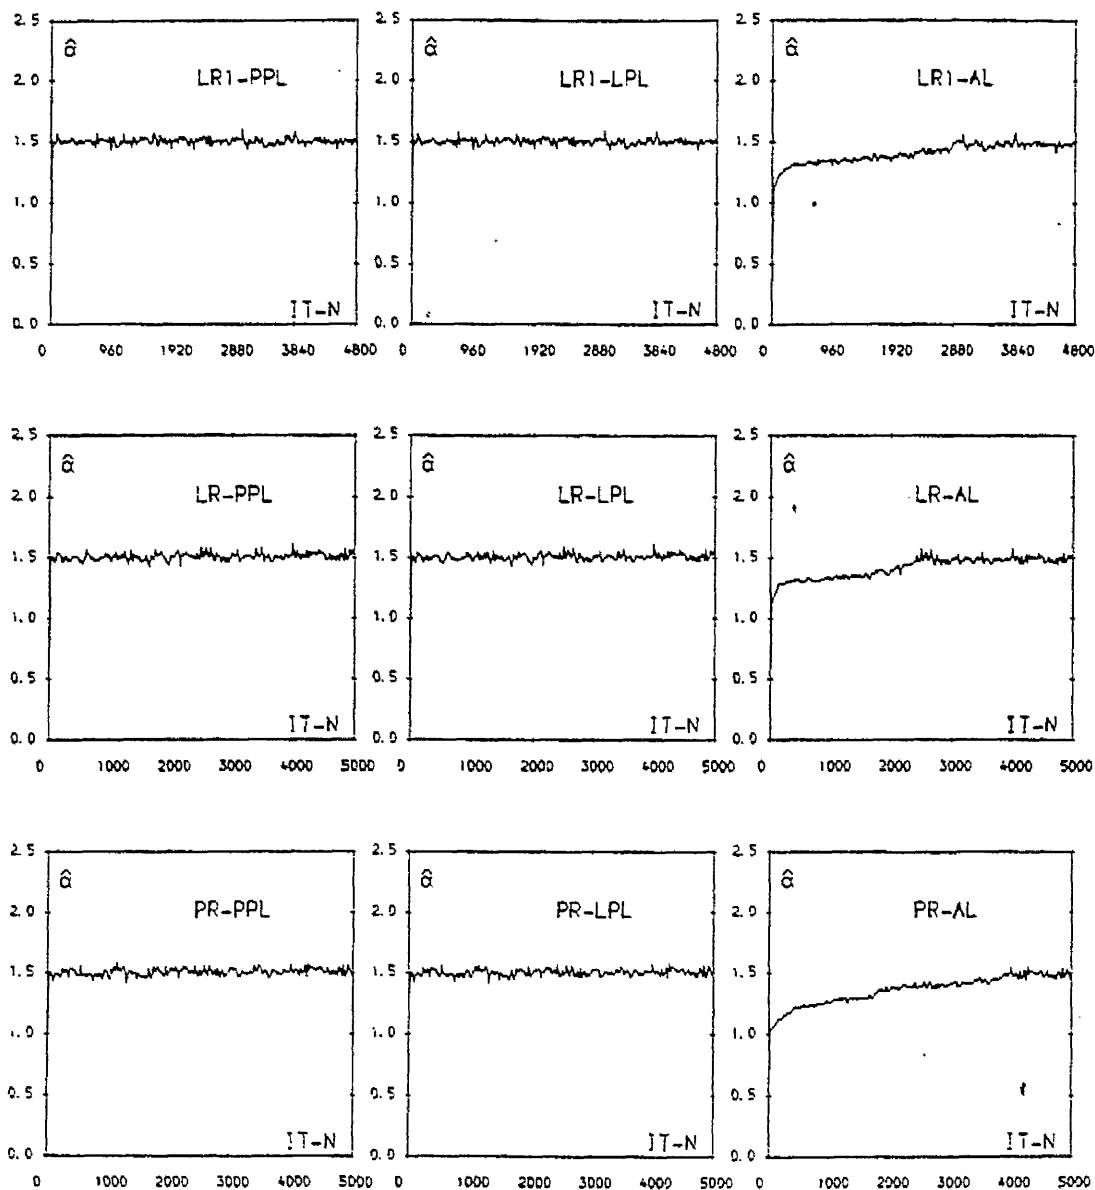 2.5 2.5 2.5
α̂ α̂ α̂
2.0 LR1-PPL 2.0 LR1-LPL 2.0 LR1-AL
1.5 1.5 1.5
1.0 1.0 1.0
0.5 0.5 0.5
IT-N IT-N IT-N
0.0 0.0 0.0
0 960 1920 2880 3840 4800 0 960 1920 2880 3840 4800 0 960 1920 2880 3840 4800
2.5 2.5 2.5
α̂ α̂ α̂
2.0 LR-PPL 2.0 LR-LPL 2.0 LR-AL
1.5 1.5 1.5
1.0 1.0 1.0
0.5 0.5 0.5
IT-N IT-N IT-N
0.0 0.0 0.0
0 1000 2000 3000 4000 5000 0 1000 2000 3000 4000 5000 0 1000 2000 3000 4000 5000
2.5 2.5 2.5
α̂ α̂ α̂
2.0 PR-PPL 2.0 PR-LPL 2.0 PR-AL
1.5 1.5 1.5
1.0 1.0 1.0
0.5 0.5 0.5
IT-N IT-N IT-N
0.0 0.0 0.0
0 1000 2000 3000 4000 5000 0 1000 2000 3000 4000 5000 0 1000 2000 3000 4000 5000